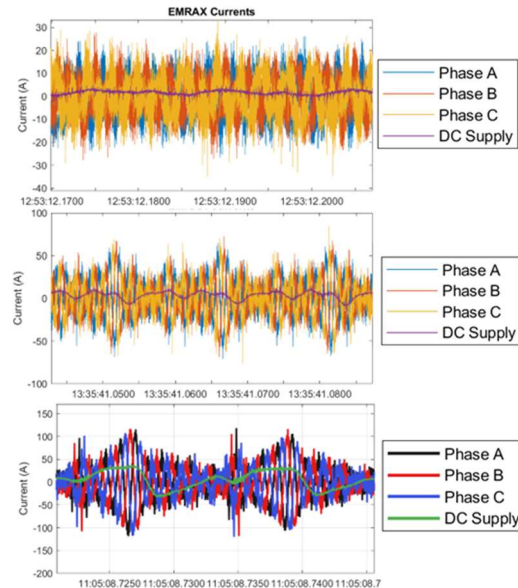 EMRAX Currents
30
20
10
0
-10
-20
-30
-40
Current (A)
12:53:12.1700 12:53:12.1800 12:53:12.1900 12:53:12.2000
Phase A
Phase B
Phase C
DC Supply
100
50
0
-50
-100
Current (A)
13:35:41.0500 13:35:41.0600 13:35:41.0700 13:35:41.0800
Phase A
Phase B
Phase C
DC Supply
150
100
50
0
-50
-100
-150
-200
Current (A)
11:05:08.7250 11:05:08.7300 11:05:08.7350 11:05:08.7400 11:05:08.7
Phase A
Phase B
Phase C
DC Supply